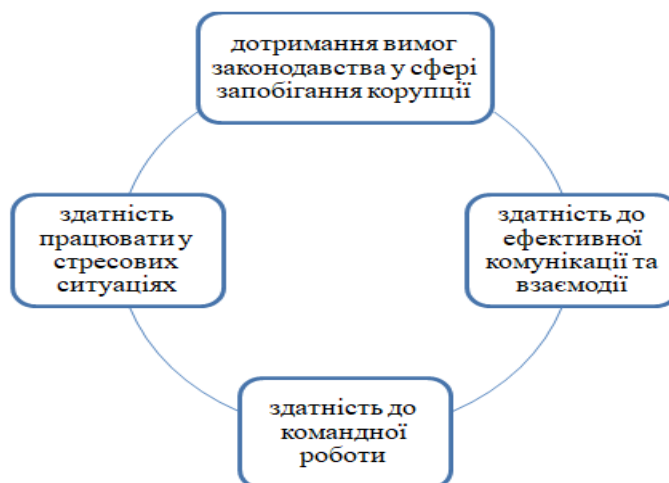 дотримання вимог
законодавства у сфері
запобігання корупції
здатність
працювати у
стресових
ситуаціях
здатність до
ефективної
комунікації та
взаємодії
здатність до
командної
роботи